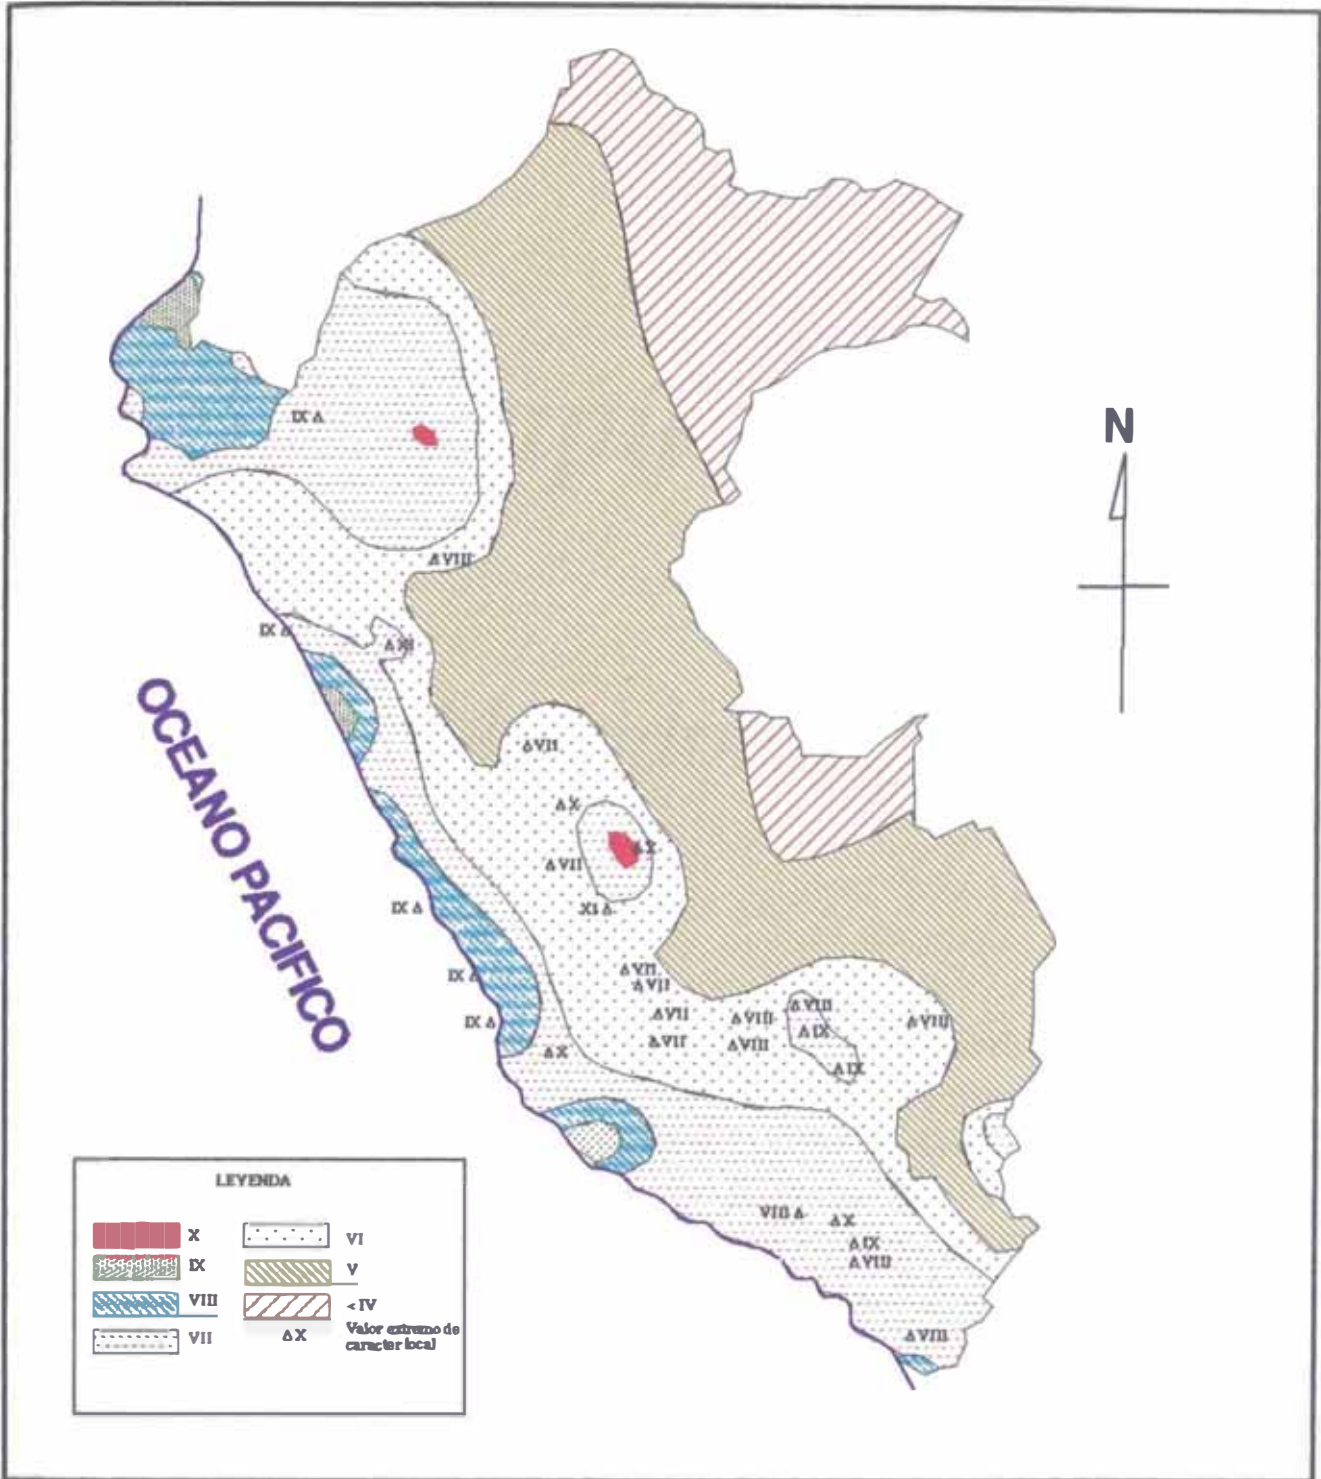 N
IX Δ
Δ VIII
IX Δ
Δ XI
OCEANO PACIFICO
Δ VII
Δ X
Δ X
Δ VII
IX Δ
XI Δ
IX Δ
Δ VII
Δ VII
IX Δ
Δ VII
Δ VIII
Δ VIII
Δ IX
Δ VIII
Δ VII
Δ VIII
Δ X
Δ IX
VIII Δ
Δ X
Δ IX
Δ VIII
Δ VIII
LEYENDA
X
VI
IX
V
VIII
< IV
VII
Δ X
Valor extremo de
caracter local